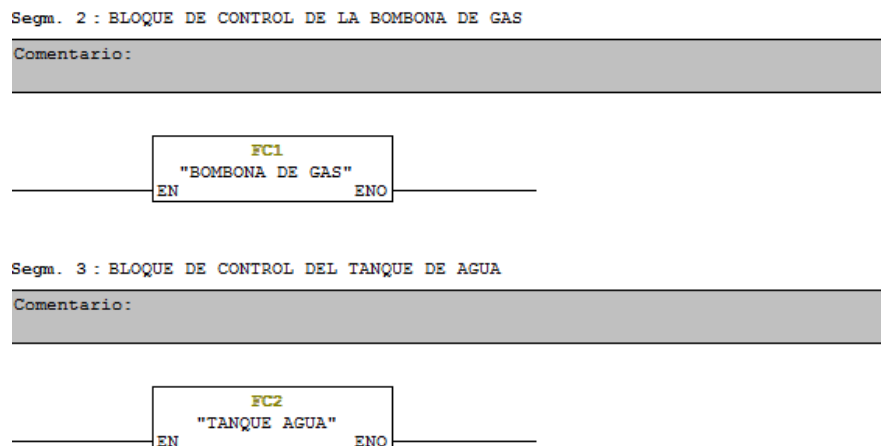 Segm. 2 : BLOQUE DE CONTROL DE LA BOMBONA DE GAS
Comentario:
FC1
"BOMBONA DE GAS"
EN ENO
Segm. 3 : BLOQUE DE CONTROL DEL TANQUE DE AGUA
Comentario:
FC2
"TANQUE AGUA"
EN ENO